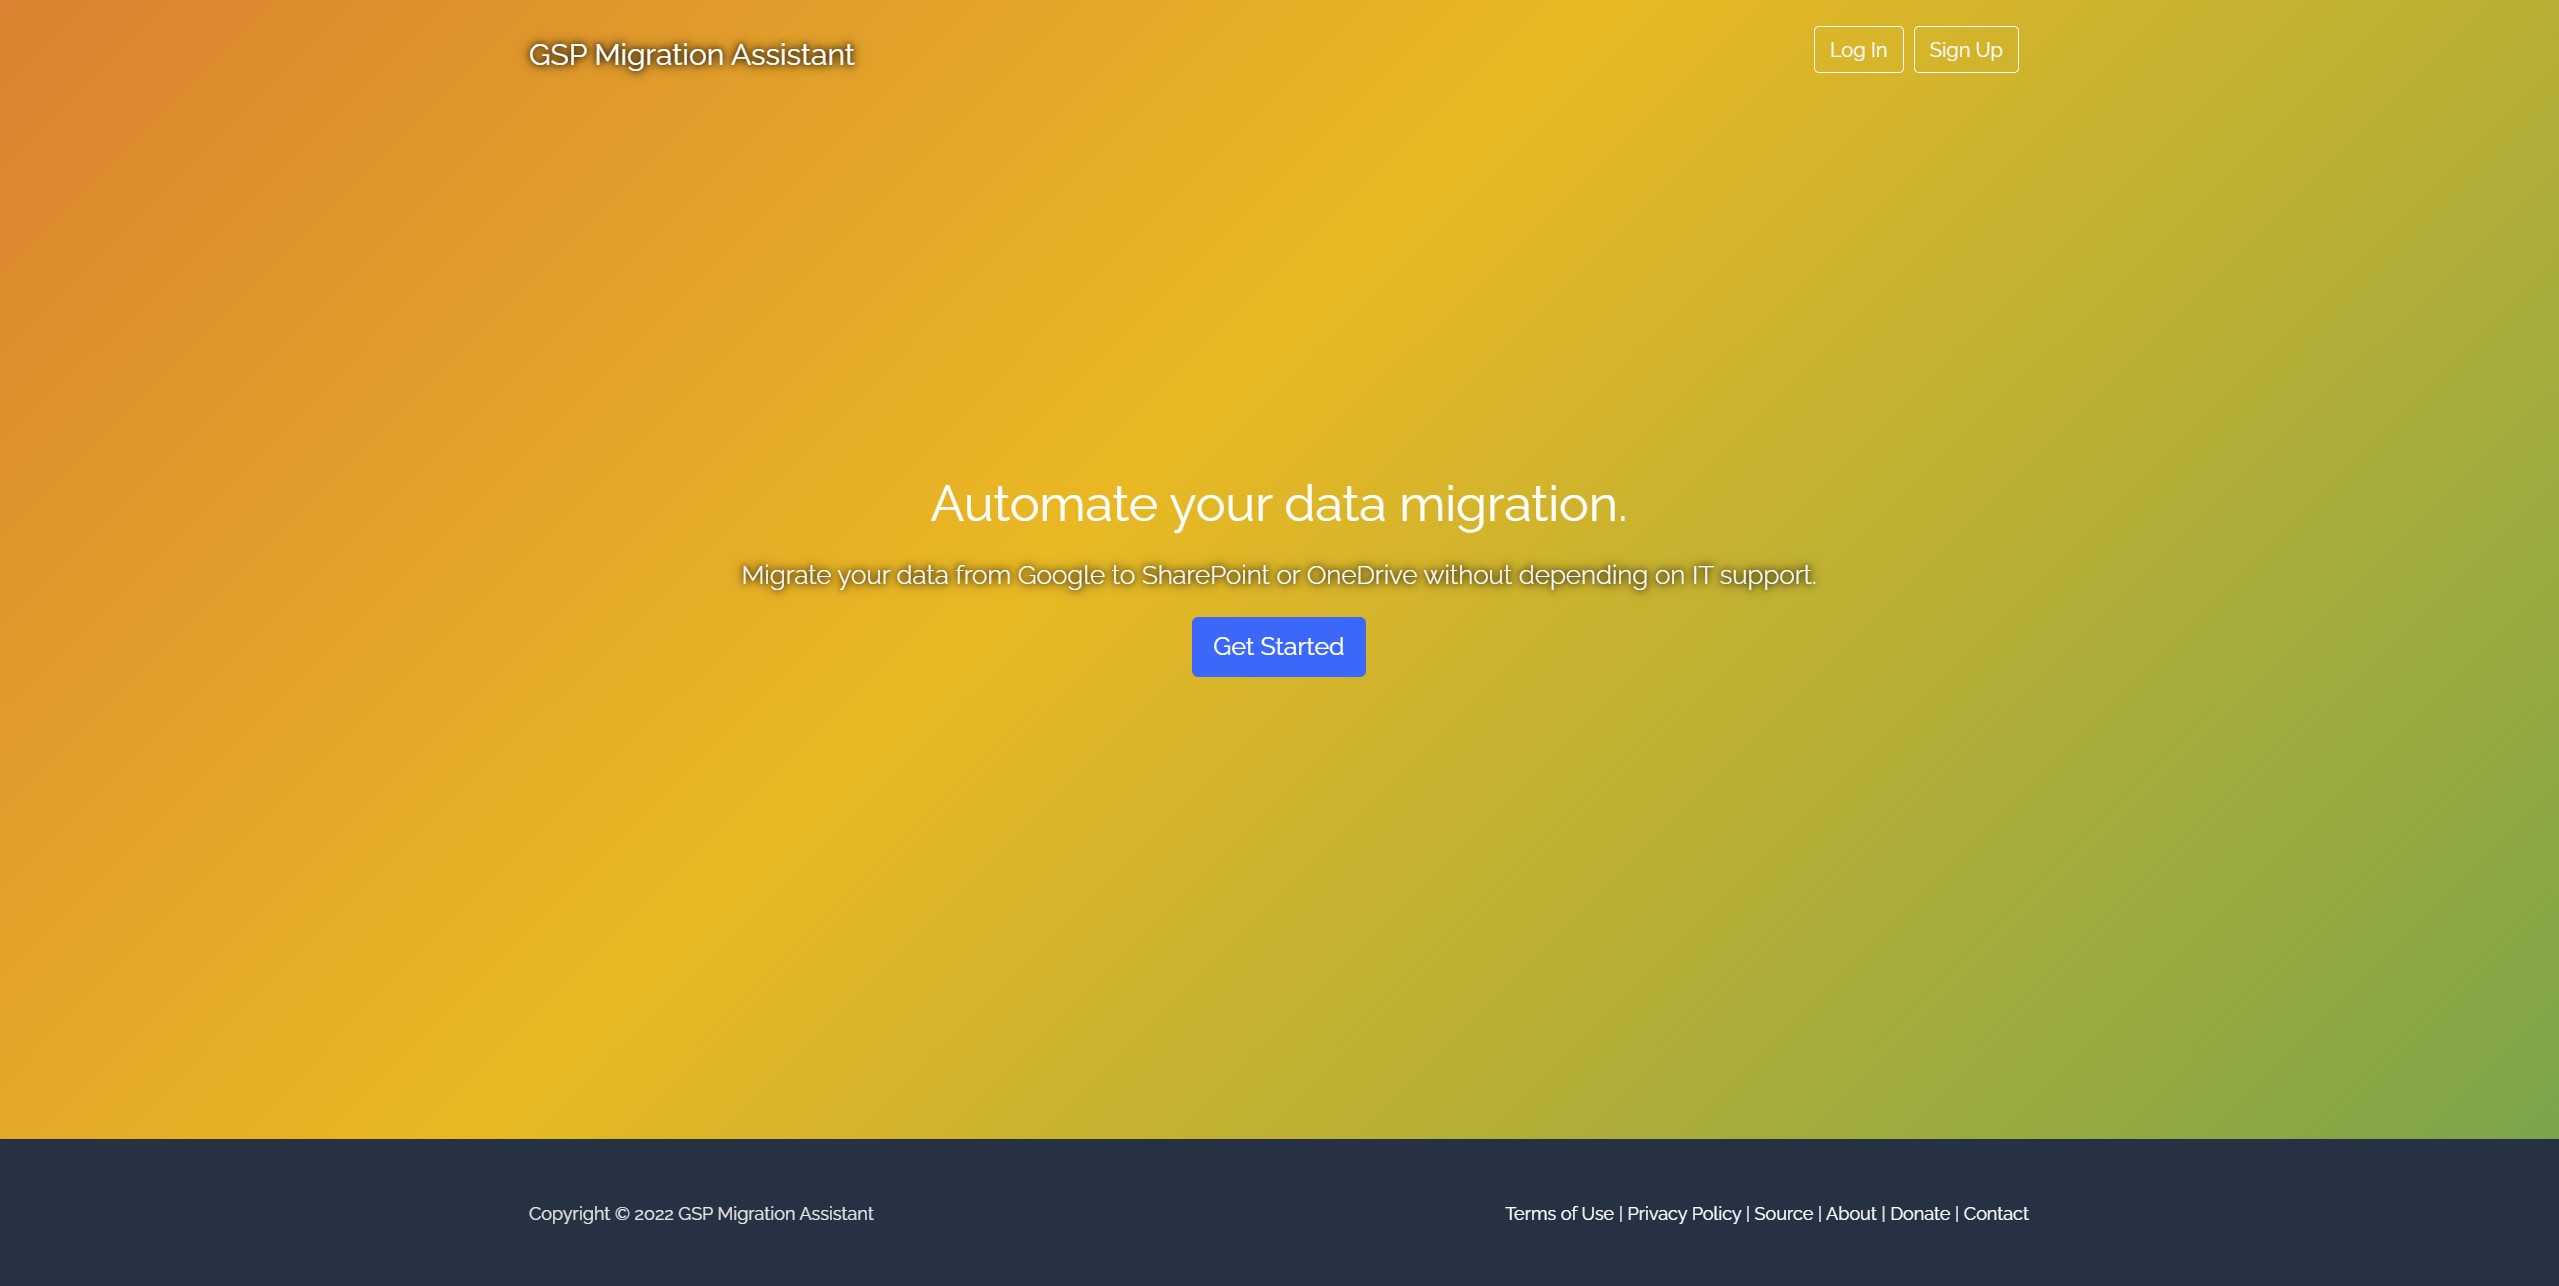 GSP Migration Assistant
Log In
Sign Up
Automate your data migration.
Migrate your data from Google to SharePoint or OneDrive without depending on IT support.
Get Started
Copyright © 2022 GSP Migration Assistant
Terms of Use | Privacy Policy | Source | About | Donate | Contact